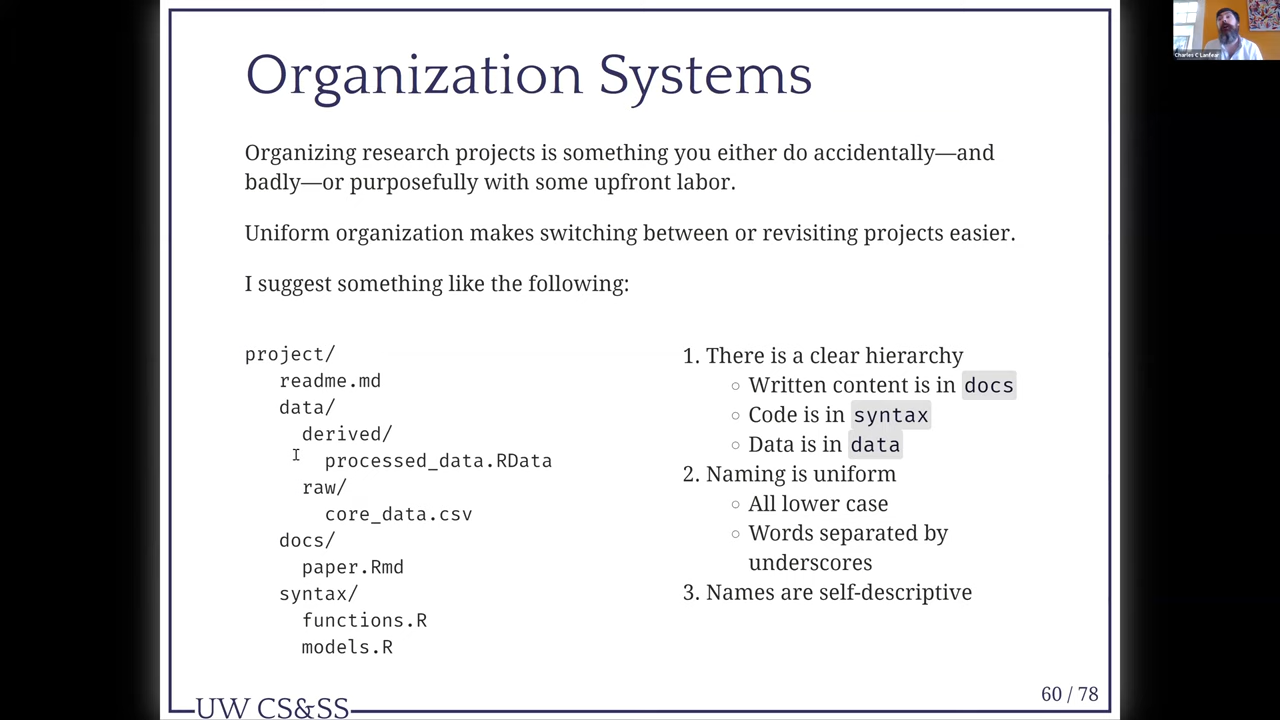 Organization Systems
Organizing research projects is something you either do accidentally—and
badly—or purposefully with some upfront labor.
Uniform organization makes switching between or revisiting projects easier.
I suggest something like the following:
project/
readme.md
data/
derived/
processed_data.RData
raw/
core_data.csv
docs/
paper.Rmd
syntax/
functions.R
models.R
1. There is a clear hierarchy
Written content is in docs
Code is in syntax
Data is in data
2. Naming is uniform
All lower case
Words separated by
underscores
3. Names are self-descriptive
UW CS&SS
60 / 78
Charles C Lanfear